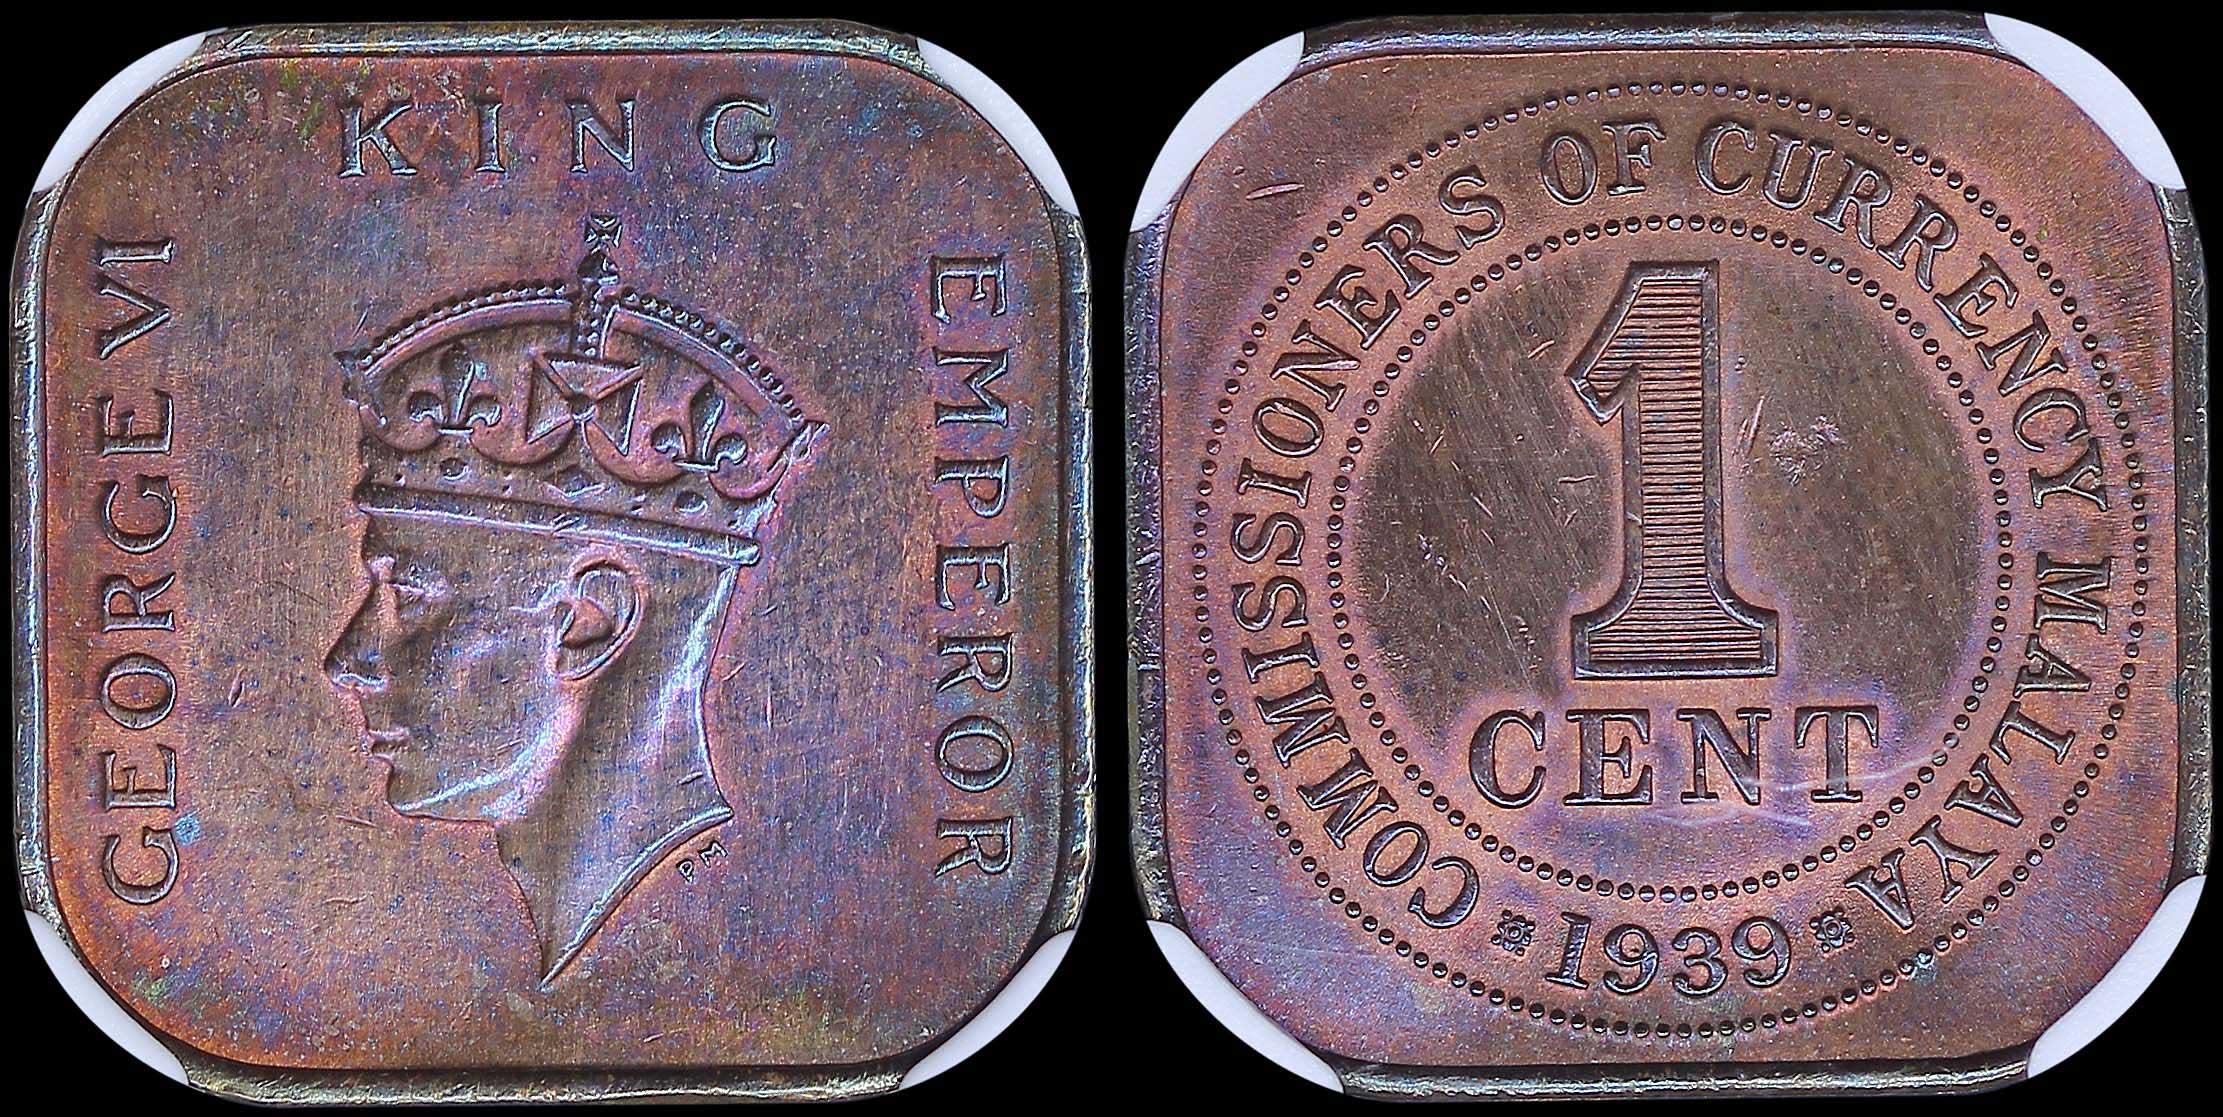 GEORGE VI
KING
EMPEROR
PM
COMMISSIONERS OF CURRENCY MALAYA
1
CENT
1939